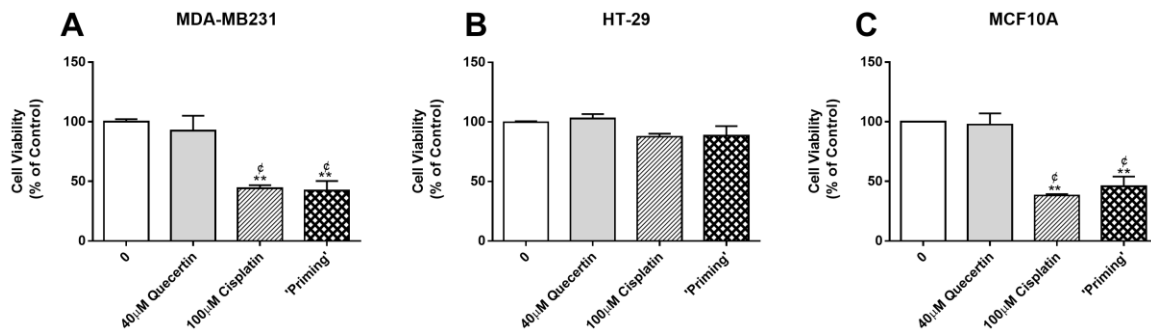 A
MDA-MB231
Cell Viability
(% of Control)
150
100
50
0
¢
**
¢
**
0
40µM Quecertin
100µM Cisplatin
'Priming'
B
HT-29
Cell Viability
(% of Control)
150
100
50
0
0
40µM Quecertin
100µM Cisplatin
'Priming'
C
MCF10A
Cell Viability
(% of Control)
150
100
50
0
¢
**
¢
**
0
40µM Quecertin
100µM Cisplatin
'Priming'